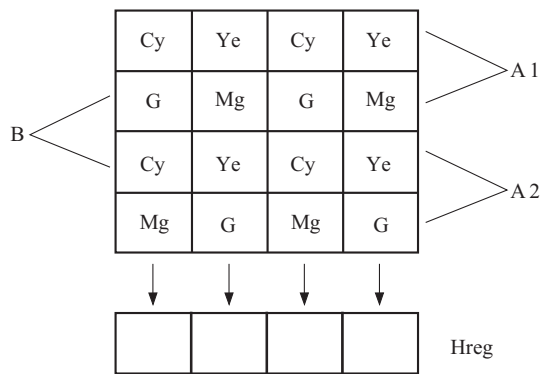 Cy Ye Cy Ye
A 1
G Mg G Mg
B
Cy Ye Cy Ye
A 2
Mg G Mg G
Hreg